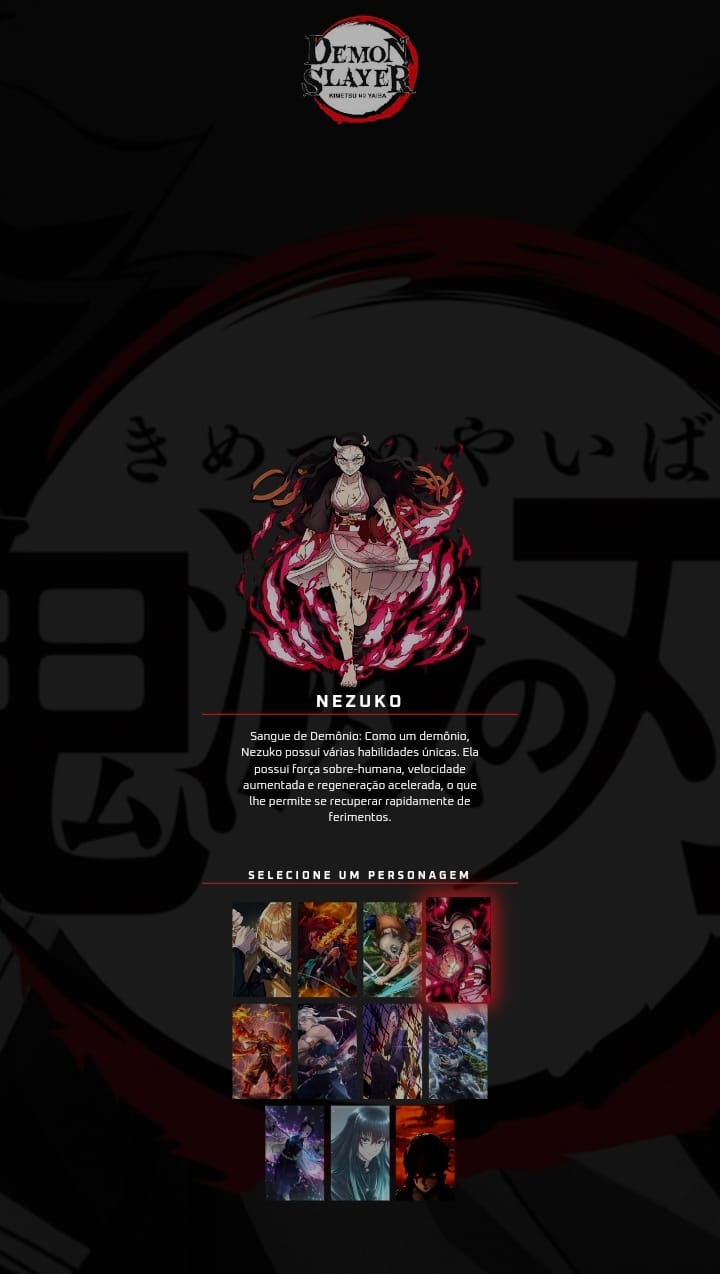 DEMON
SLAYER
KIMETSU NO YAIBA
きめつのやいば
NEZUKO
Sangue de Demônio: Como um demônio,
Nezuko possui várias habilidades únicas. Ela
possui força sobre-humana, velocidade
aumentada e regeneração acelerada, o que
lhe permite se recuperar rapidamente de
ferimentos.
SELECIONE UM PERSONAGEM